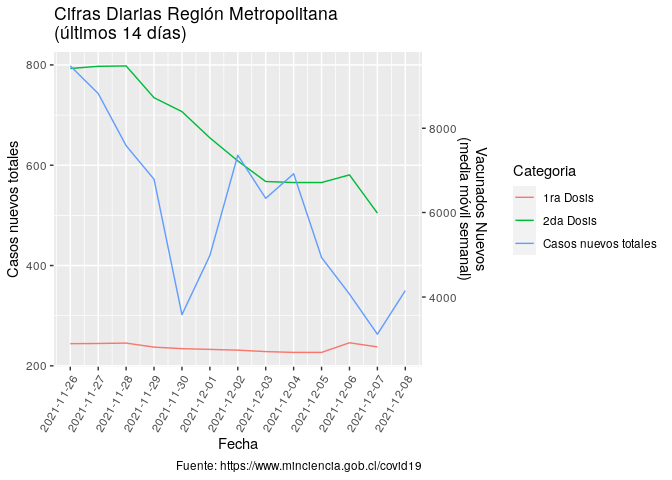 Cifras Diarias Región Metropolitana
(últimos 14 días)
Casos nuevos totales
800
600
400
200
8000
6000
4000
Vacunados Nuevos
(media móvil semanal)
Categoria
1ra Dosis
2da Dosis
Casos nuevos totales
2021-11-26
2021-11-27
2021-11-28
2021-11-29
2021-11-30
2021-12-01
2021-12-02
2021-12-03
2021-12-04
2021-12-05
2021-12-06
2021-12-07
2021-12-08
Fecha
Fuente: https://www.minciencia.gob.cl/covid19